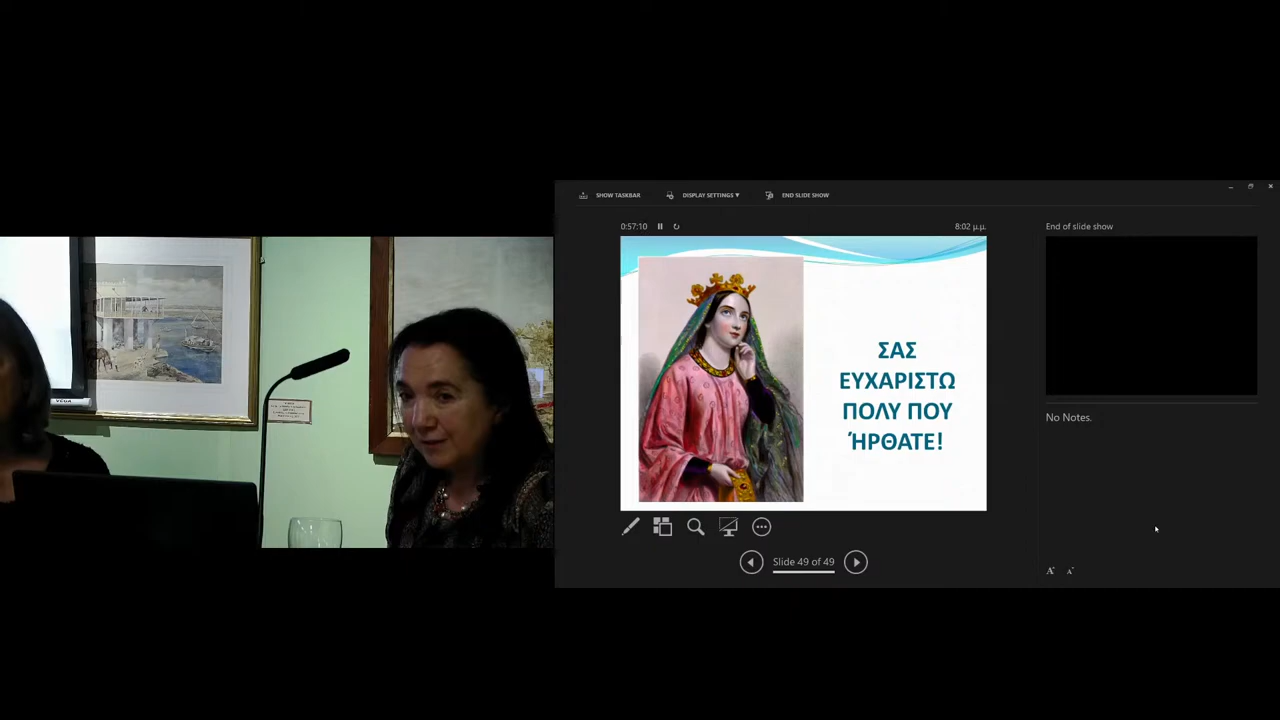 SHOW TASKBAR
DISPLAY SETTINGS ▾
END SLIDE SHOW
0:57:10
8:02 μ.μ.
End of slide show
ΣΑΣ
ΕΥΧΑΡΙΣΤΩ
ΠΟΛΥ ΠΟΥ
ΉΡΘΑΤΕ!
No Notes.
Slide 49 of 49
A
A
VEGA